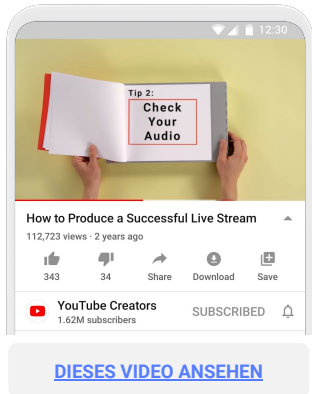 12:30
Tip 2:
Check
Your
Audio
How to Produce a Successful Live Stream
112,723 views · 2 years ago
343 34 Share Download Save
YouTube Creators
1.62M subscribers
SUBSCRIBED
DIESES VIDEO ANSEHEN